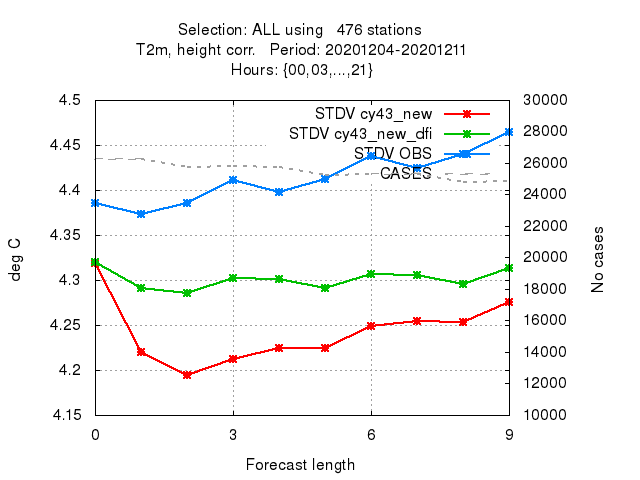 Selection: ALL using   476 stations
T2m, height corr.   Period: 20201204-20201211
Hours: {00,03,...,21}
4.5
4.45
4.4
4.35
4.3
4.25
4.2
4.15
deg C
30000
28000
26000
24000
22000
20000
18000
16000
14000
12000
10000
No cases
STDV cy43_new
STDV cy43_new_dfi
STDV OBS
CASES
0 3 6 9
Forecast length